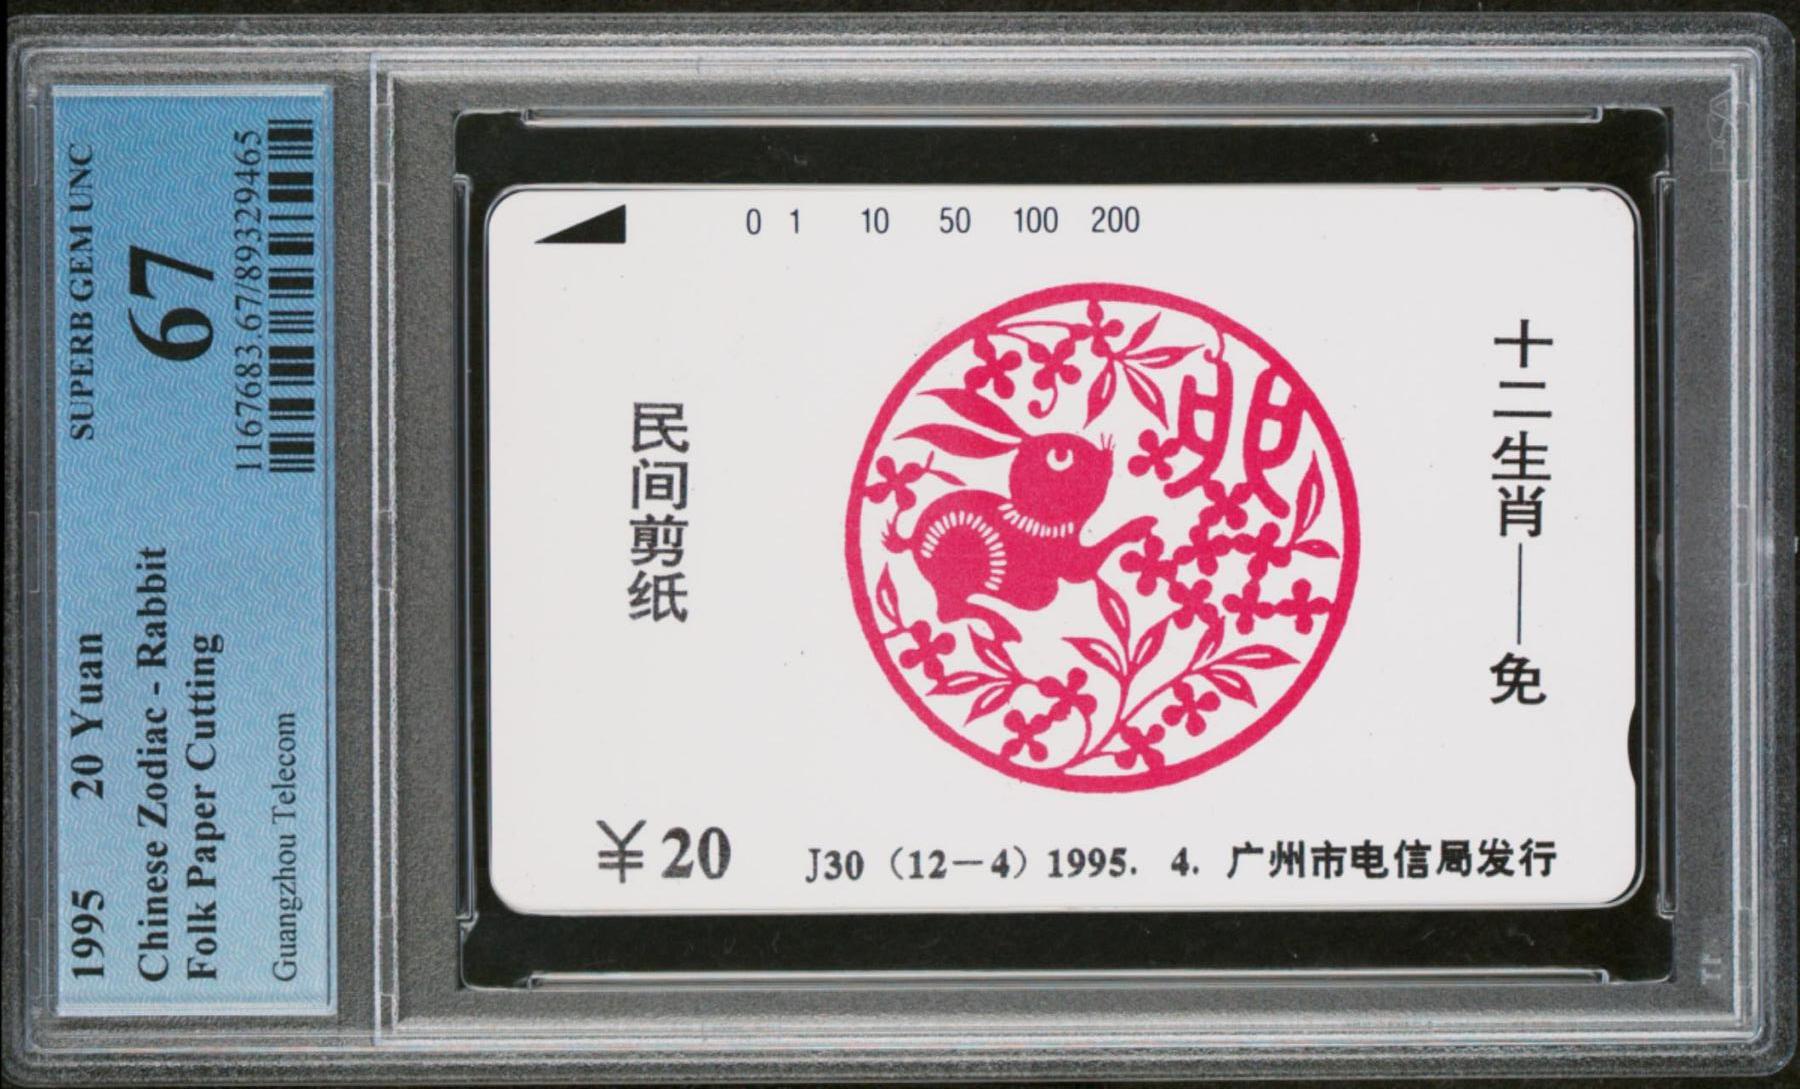 1995 20 Yuan
SUPERB GEM UNC
Chinese Zodiac - Rabbit
Folk Paper Cutting
67
Guangzhou Telecom
1167683.67/89329465
0 1 10 50 100 200
民间剪纸
卯
十二生肖——免
¥20
J30 (12—4) 1995. 4. 广州市电信局发行